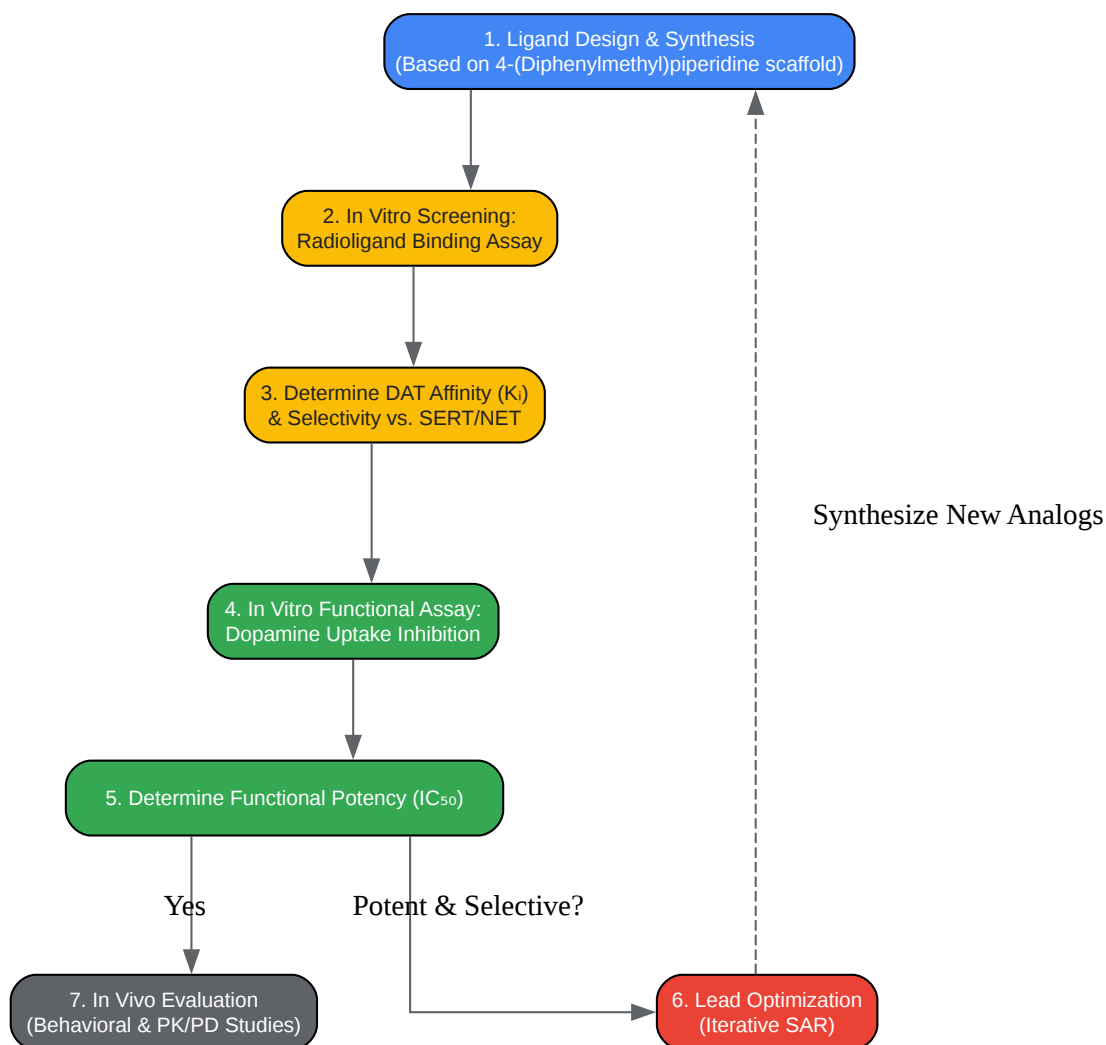 1. Ligand Design & Synthesis
(Based on 4-(Diphenylmethyl)piperidine scaffold)
2. In Vitro Screening:
Radioligand Binding Assay
3. Determine DAT Affinity (Kᵢ)
& Selectivity vs. SERT/NET
Synthesize New Analogs
4. In Vitro Functional Assay:
Dopamine Uptake Inhibition
5. Determine Functional Potency (IC₅₀)
Yes
Potent & Selective?
7. In Vivo Evaluation
(Behavioral & PK/PD Studies)
6. Lead Optimization
(Iterative SAR)